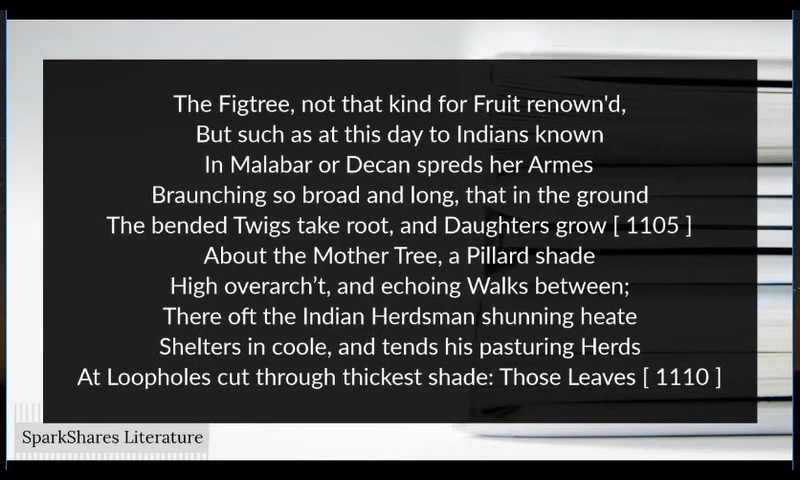 The Figtree, not that kind for Fruit renown'd,
But such as at this day to Indians known
In Malabar or Decan spreds her Armes
Braunching so broad and long, that in the ground
The bended Twigs take root, and Daughters grow [ 1105 ]
About the Mother Tree, a Pillard shade
High overarch’t, and echoing Walks between;
There oft the Indian Herdsman shunning heate
Shelters in coole, and tends his pasturing Herds
At Loopholes cut through thickest shade: Those Leaves [ 1110 ]
SparkShares Literature